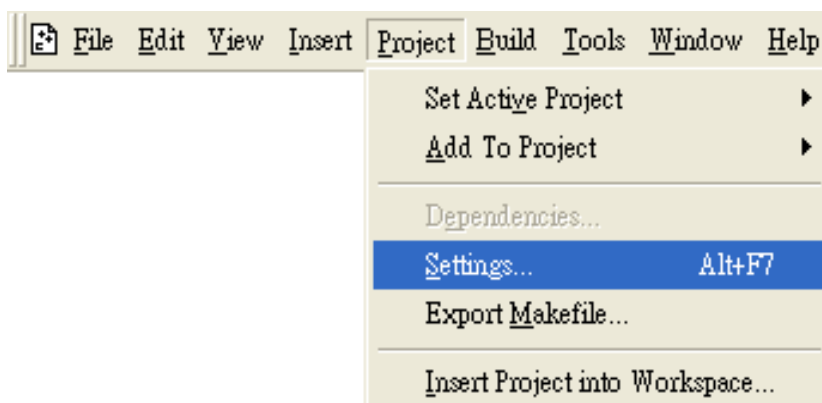 File Edit View Insert Project Build Tools Window Help
Set Active Project
Add To Project
Dependencies...
Settings... Alt+F7
Export Makefile...
Insert Project into Workspace...